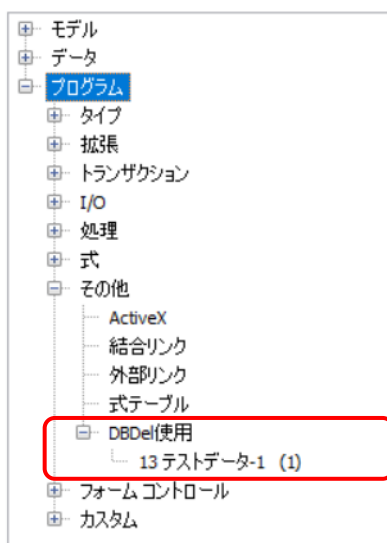 モデル
データ
プログラム
タイプ
拡張
トランザクション
I/O
処理
式
その他
ActiveX
結合リンク
外部リンク
式テーブル
DBDel使用
13 テストデータ-1 (1)
フォーム コントロール
カスタム